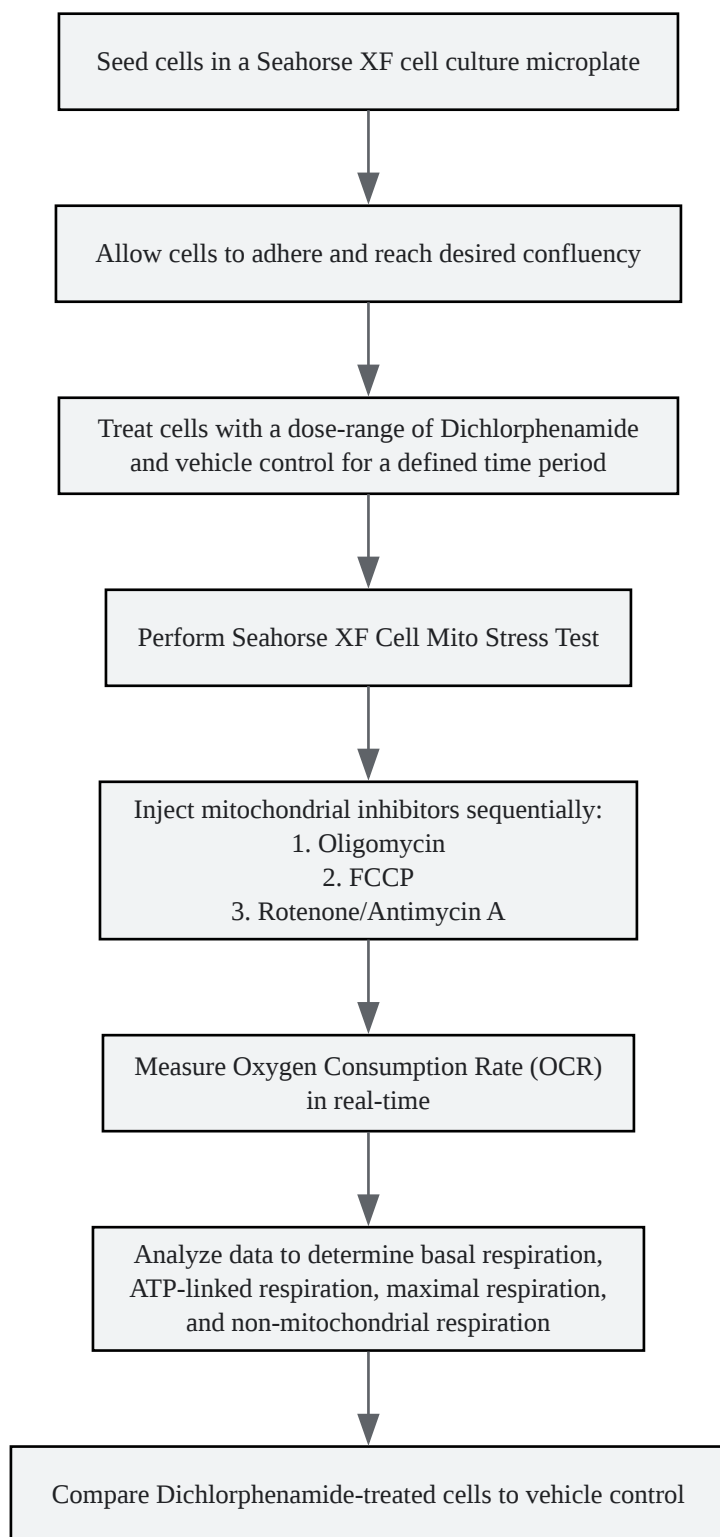 Seed cells in a Seahorse XF cell culture microplate
Allow cells to adhere and reach desired confluency
Treat cells with a dose-range of Dichlorphenamide
and vehicle control for a defined time period
Perform Seahorse XF Cell Mito Stress Test
Inject mitochondrial inhibitors sequentially:
1. Oligomycin
2. FCCP
3. Rotenone/Antimycin A
Measure Oxygen Consumption Rate (OCR)
in real-time
Analyze data to determine basal respiration,
ATP-linked respiration, maximal respiration,
and non-mitochondrial respiration
Compare Dichlorphenamide-treated cells to vehicle control